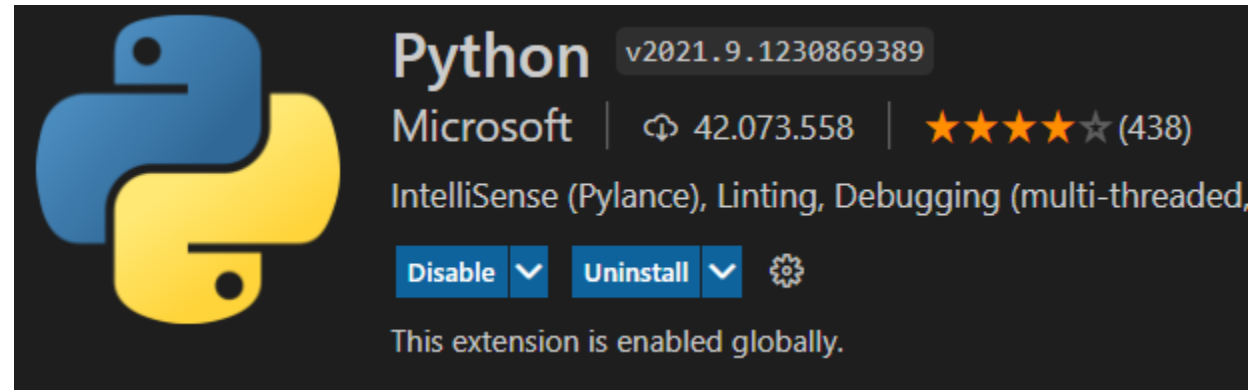 Python v2021.9.1230869389
Microsoft 42.073.558 (438)
IntelliSense (Pylance), Linting, Debugging (multi-threaded,
Disable Uninstall
This extension is enabled globally.